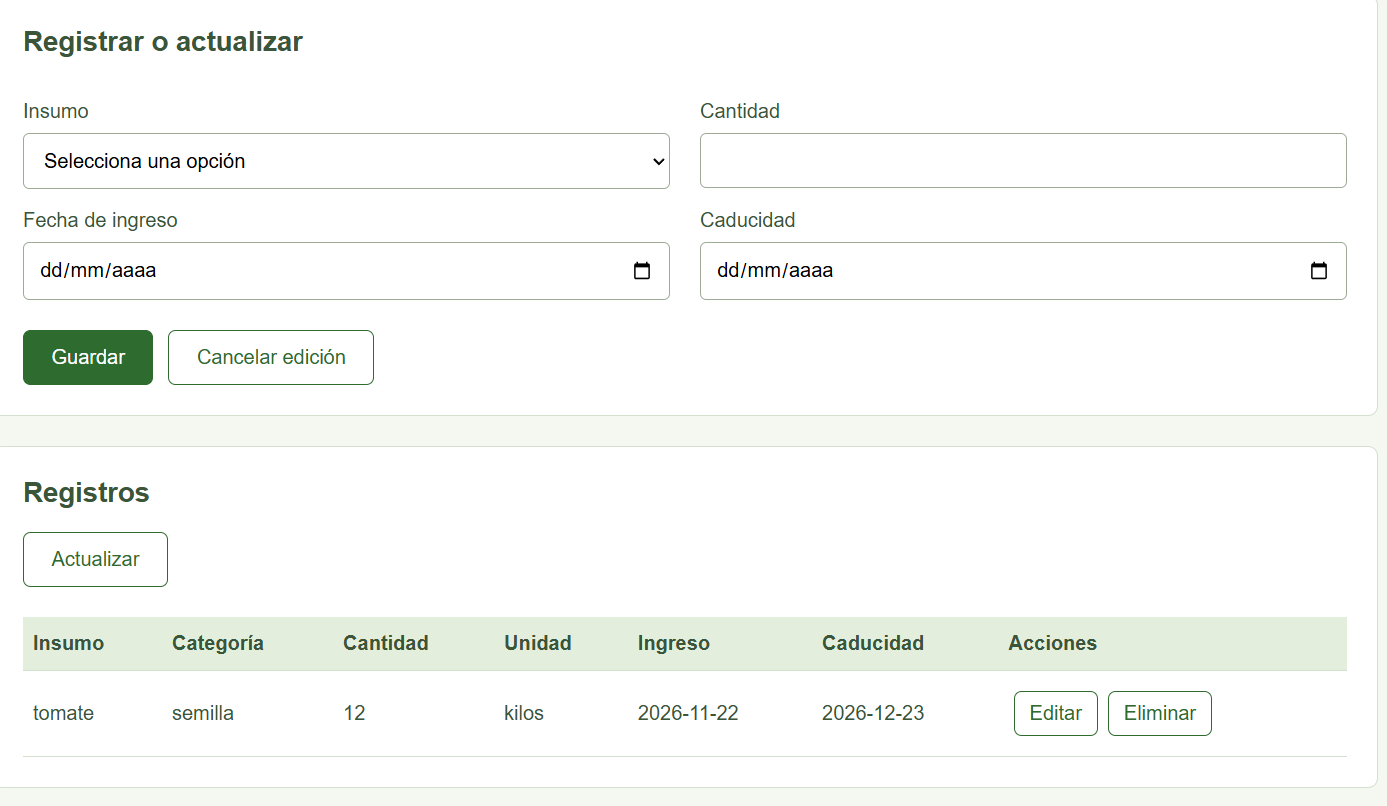 Registrar o actualizar
Insumo Cantidad
Selecciona una opción
Fecha de ingreso Caducidad
dd/mm/aaaa dd/mm/aaaa
Guardar Cancelar edición
Registros
Actualizar
Insumo Categoría Cantidad Unidad Ingreso Caducidad Acciones
tomate semilla 12 kilos 2026-11-22 2026-12-23 Editar Eliminar